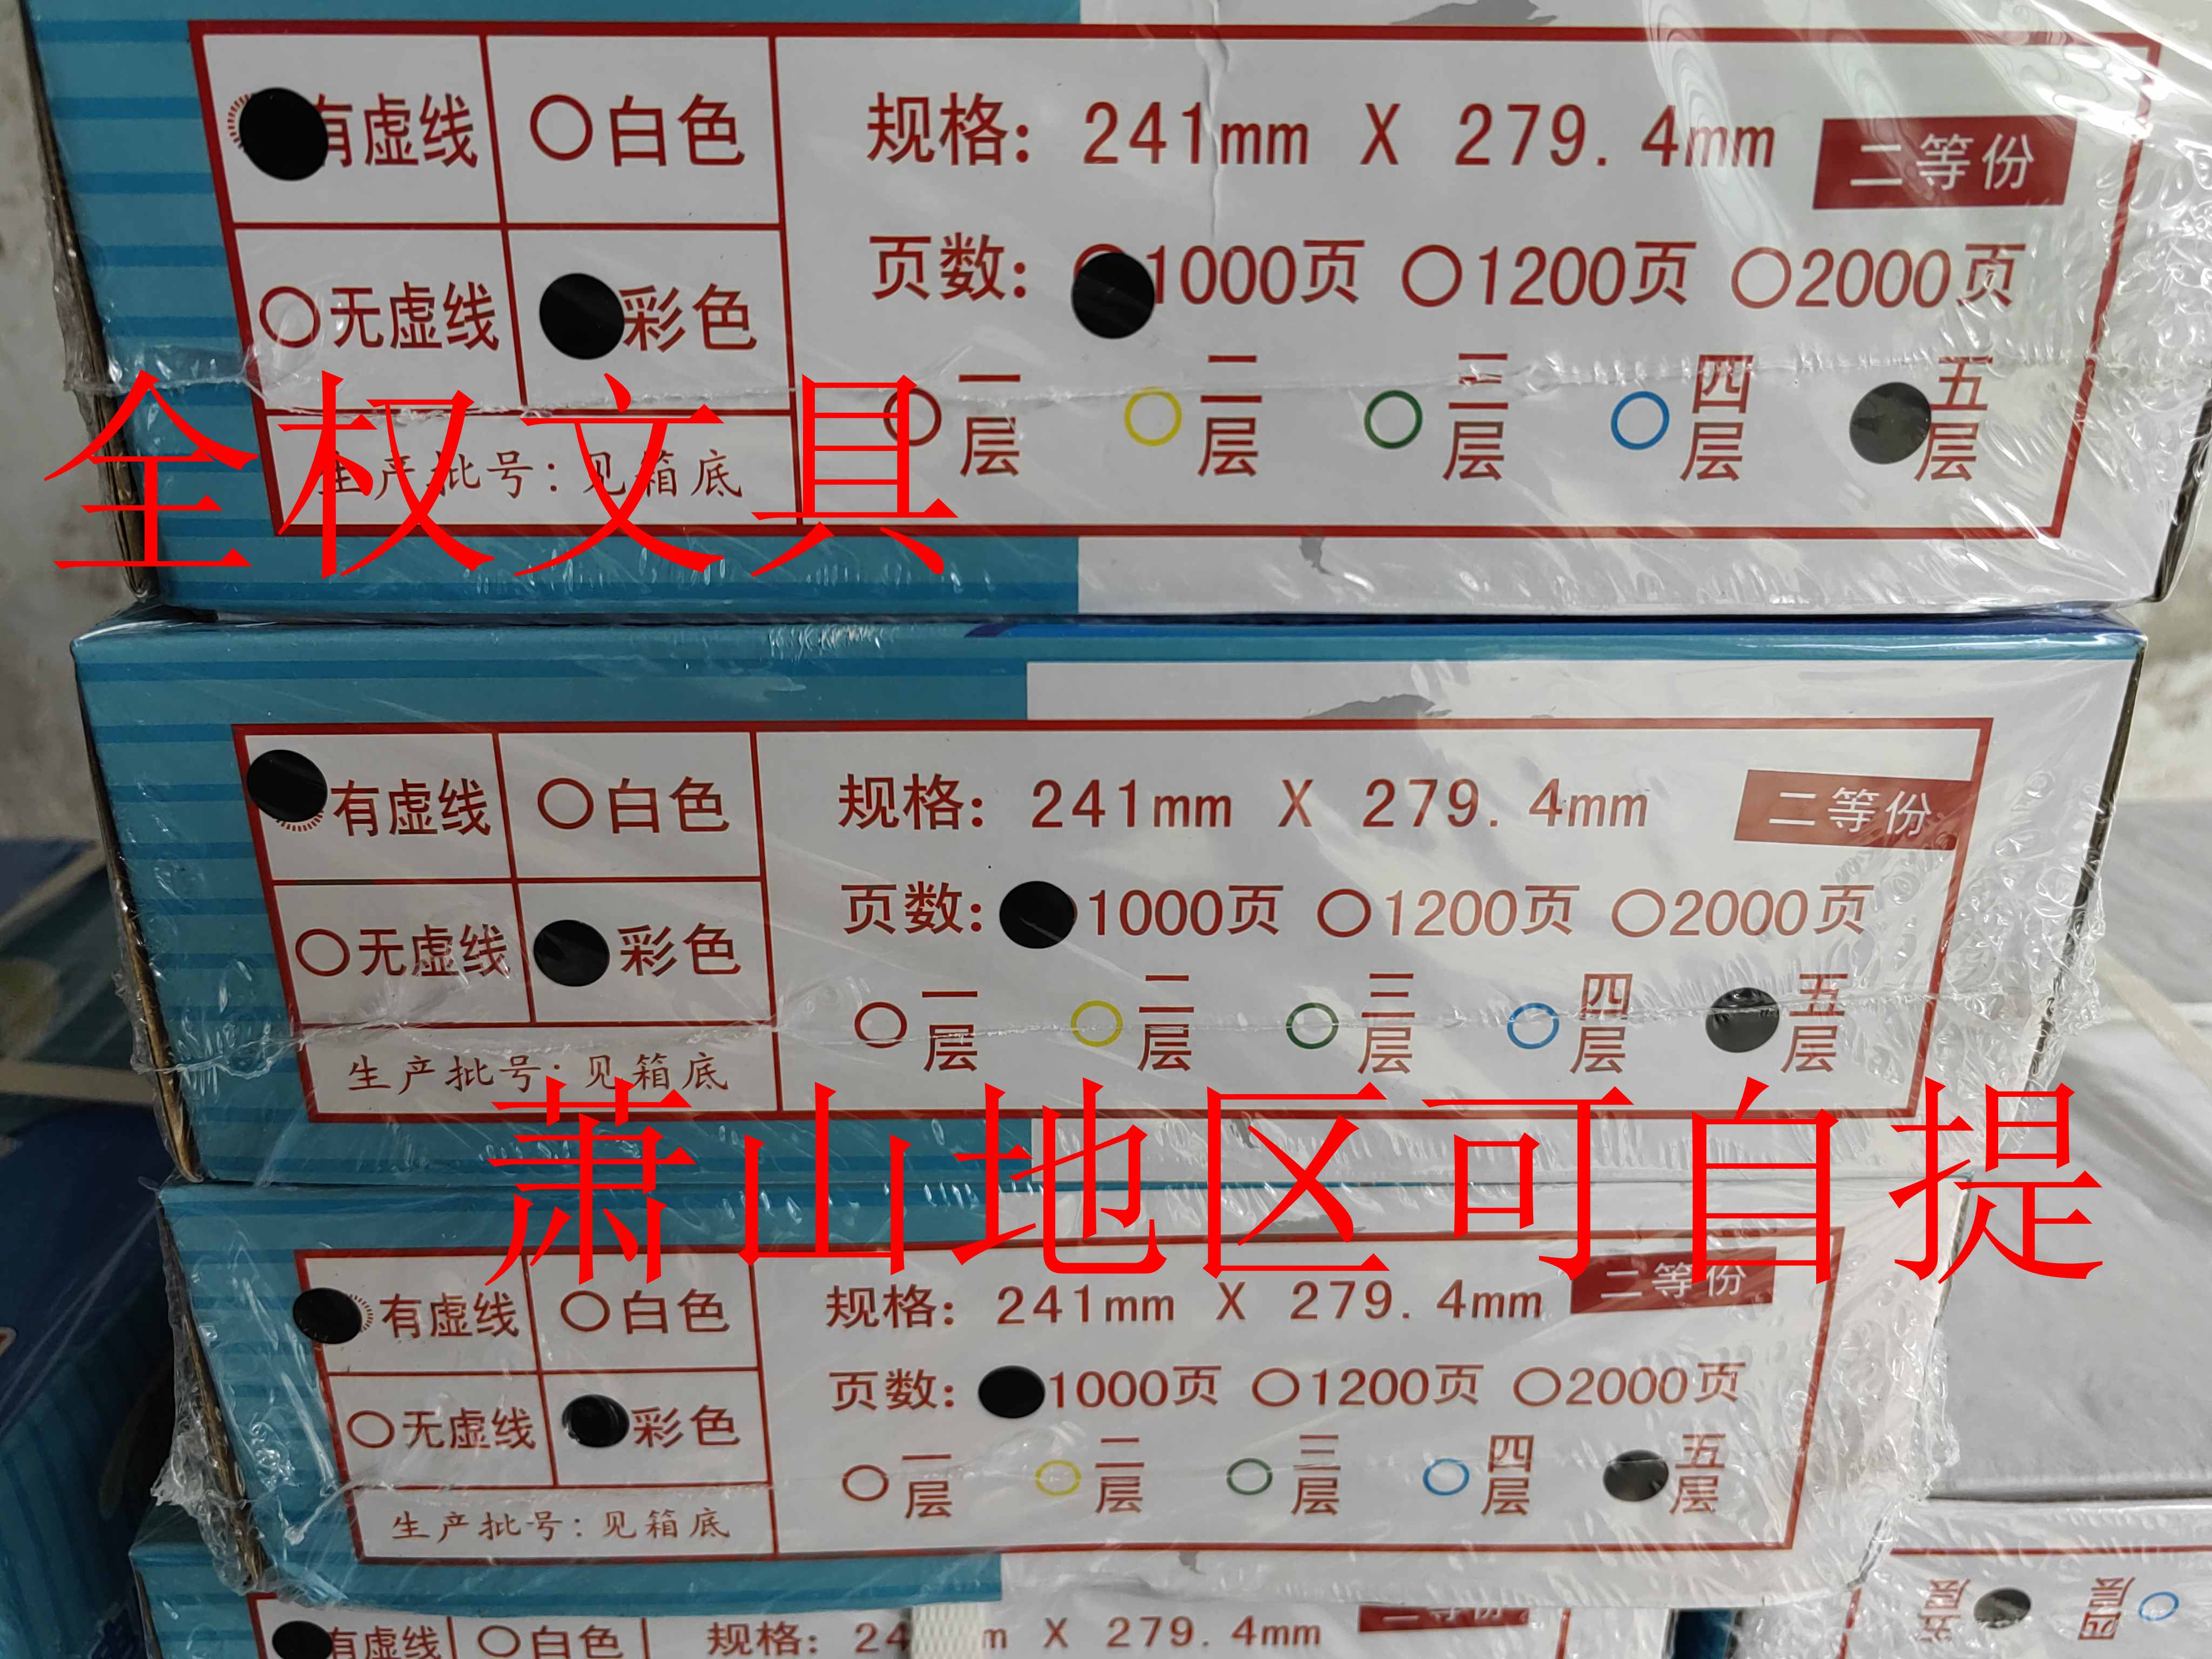 有虚线 白色 规格: 241mm X 279.4mm 二等份
无虚线 彩色 页数: 1000页 1200页 2000页
一层 二层 三层 四层 五层
全权文具
生产批号: 见箱底
有虚线 白色 规格: 241mm X 279.4mm 二等份
无虚线 彩色 页数: 1000页 1200页 2000页
一层 二层 三层 四层 五层
生产批号: 见箱底
萧山地区可自提
有虚线 白色 规格: 241mm X 279.4mm 二等份
无虚线 彩色 页数: 1000页 1200页 2000页
一层 二层 三层 四层 五层
生产批号: 见箱底
有虚线 白色 规格: 24 m X 279.4mm 二等份
五层 四层